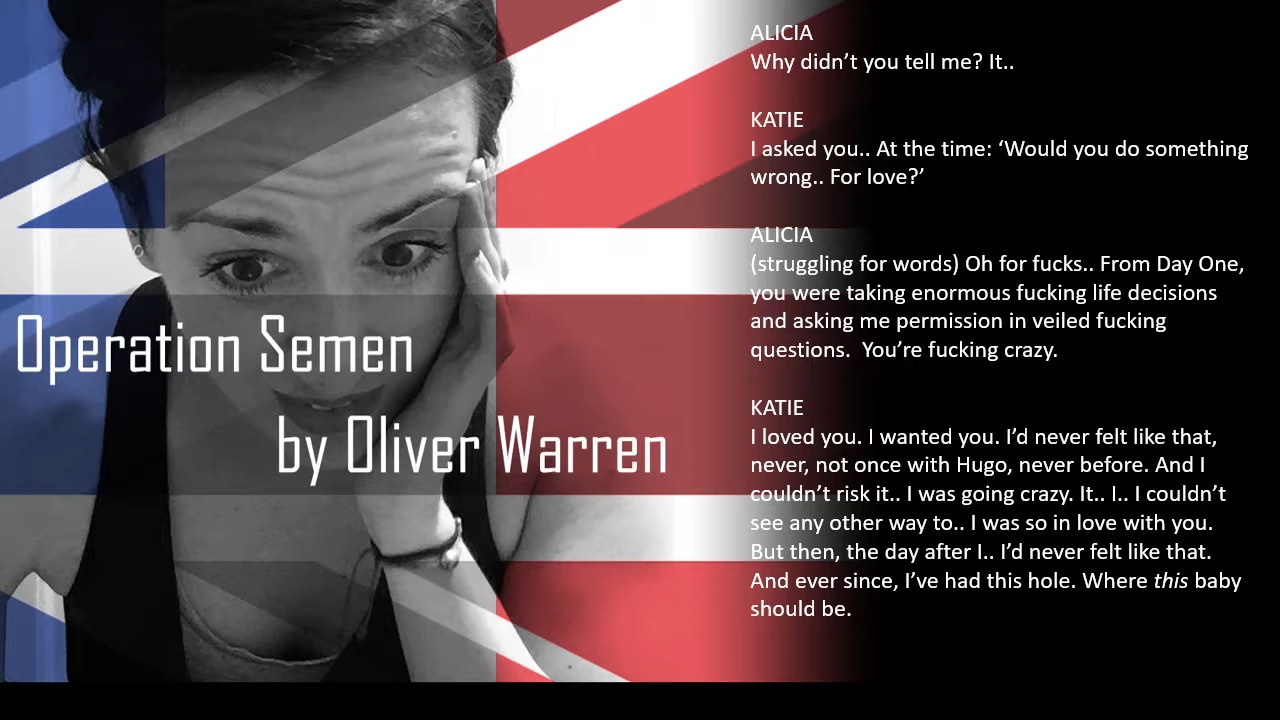 Operation Semen
by Oliver Warren
ALICIA
Why didn’t you tell me? It..
KATIE
I asked you.. At the time: ‘Would you do something
wrong.. For love?’
ALICIA
(struggling for words) Oh for fucks.. From Day One,
you were taking enormous fucking life decisions
and asking me permission in veiled fucking
questions.  You’re fucking crazy.
KATIE
I loved you. I wanted you. I’d never felt like that,
never, not once with Hugo, never before. And I
couldn’t risk it.. I was going crazy. It.. I.. I couldn’t
see any other way to.. I was so in love with you.
But then, the day after I.. I’d never felt like that.
And ever since, I’ve had this hole. Where this baby
should be.